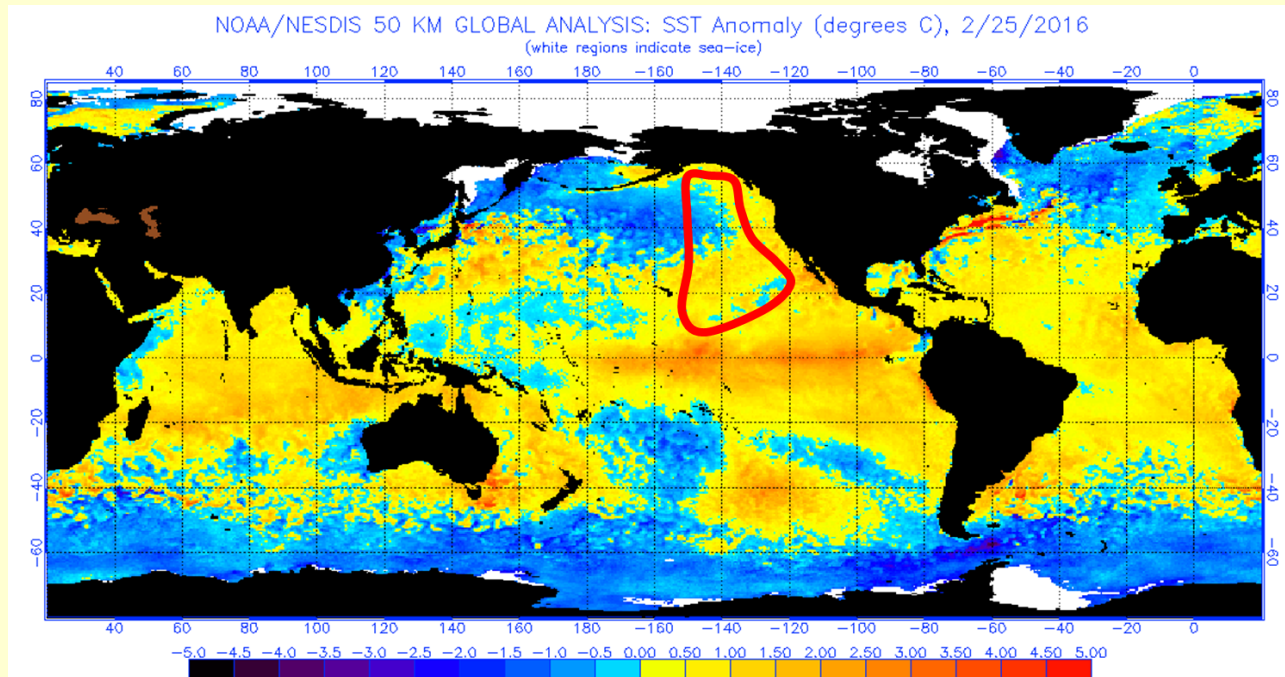 NOAA/NESDIS 50 KM GLOBAL ANALYSIS: SST Anomaly (degrees C), 2/25/2016
(white regions indicate sea-ice)
40 60 80 100 120 140 160 180 -160 -140 -120 -100 -80 -60 -40 -20 0
80 80
60 60
40 40
20 20
0 0
-20 -20
-40 -40
-60 -60
40 60 80 100 120 140 160 180 -160 -140 -120 -100 -80 -60 -40 -20 0
-5.0 -4.5 -4.0 -3.5 -3.0 -2.5 -2.0 -1.5 -1.0 -0.5 0.00 0.50 1.00 1.50 2.00 2.50 3.00 3.50 4.00 4.50 5.00